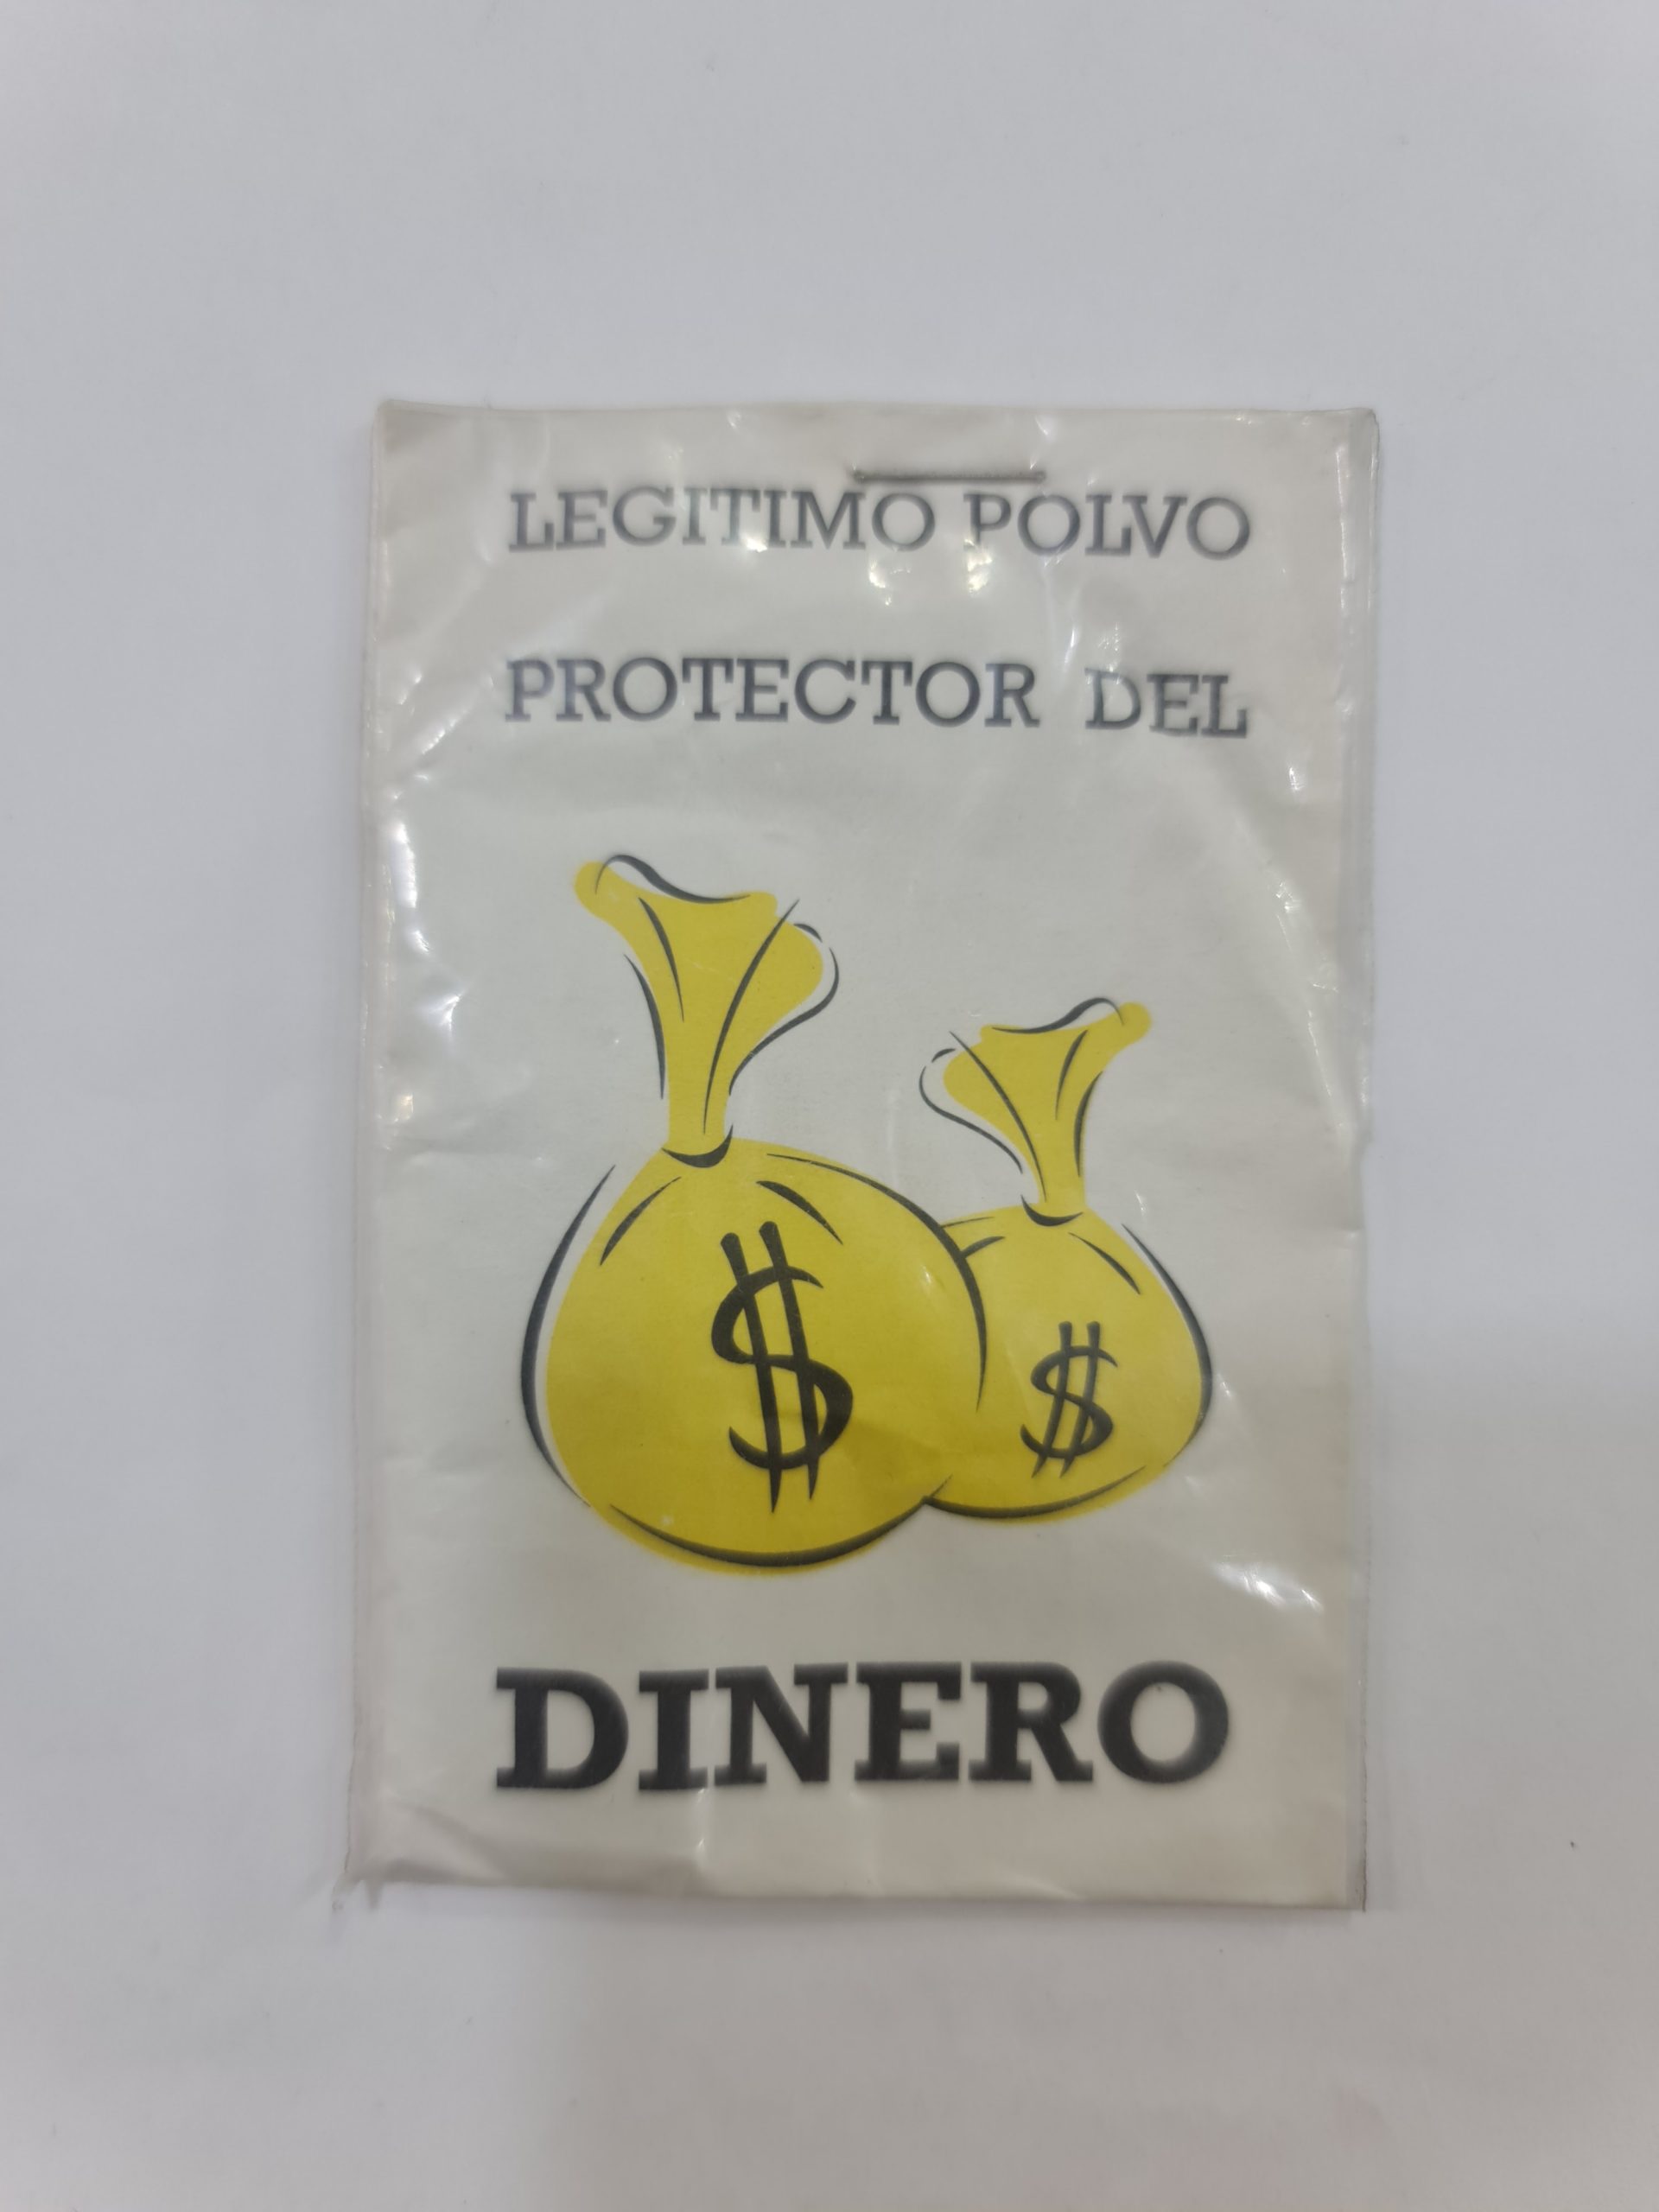 LEGITIMO POLVO
PROTECTOR DEL
$
$
DINERO